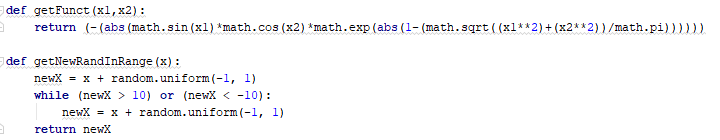 def getFunct(x1,x2):
return (-(abs(math.sin(x1)*math.cos(x2)*math.exp(abs(1-(math.sqrt((x1**2)+(x2**2))/math.pi))))))
def getNewRandInRange(x):
newX = x + random.uniform(-1, 1)
while (newX > 10) or (newX < -10):
newX = x + random.uniform(-1, 1)
return newX